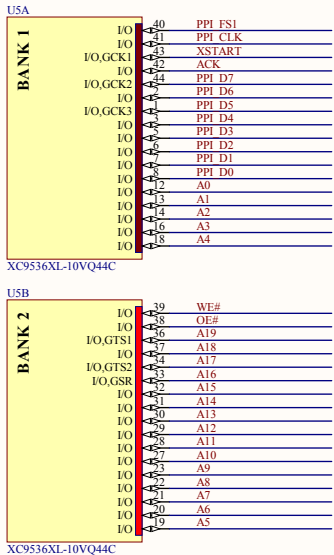 U5A
BANK 1
I/O 40 PPI_FS1
I/O 41 PPI_CLK
I/O,GCK1 43 XSTART
I/O 42 ACK
I/O,GCK2 44 PPI_D7
I/O 2 PPI_D6
I/O,GCK3 1 PPI_D5
I/O 3 PPI_D4
I/O 5 PPI_D3
I/O 6 PPI_D2
I/O 7 PPI_D1
I/O 8 PPI_D0
I/O 12 A0
I/O 13 A1
I/O 14 A2
I/O 16 A3
I/O 18 A4
XC9536XL-10VQ44C
U5B
BANK 2
I/O 39 WE#
I/O 38 OE#
I/O,GTS1 36 A19
I/O 37 A18
I/O,GTS2 34 A17
I/O,GSR 33 A16
I/O 32 A15
I/O 31 A14
I/O 30 A13
I/O 29 A12
I/O 28 A11
I/O 27 A10
I/O 23 A9
I/O 22 A8
I/O 21 A7
I/O 20 A6
I/O 19 A5
XC9536XL-10VQ44C